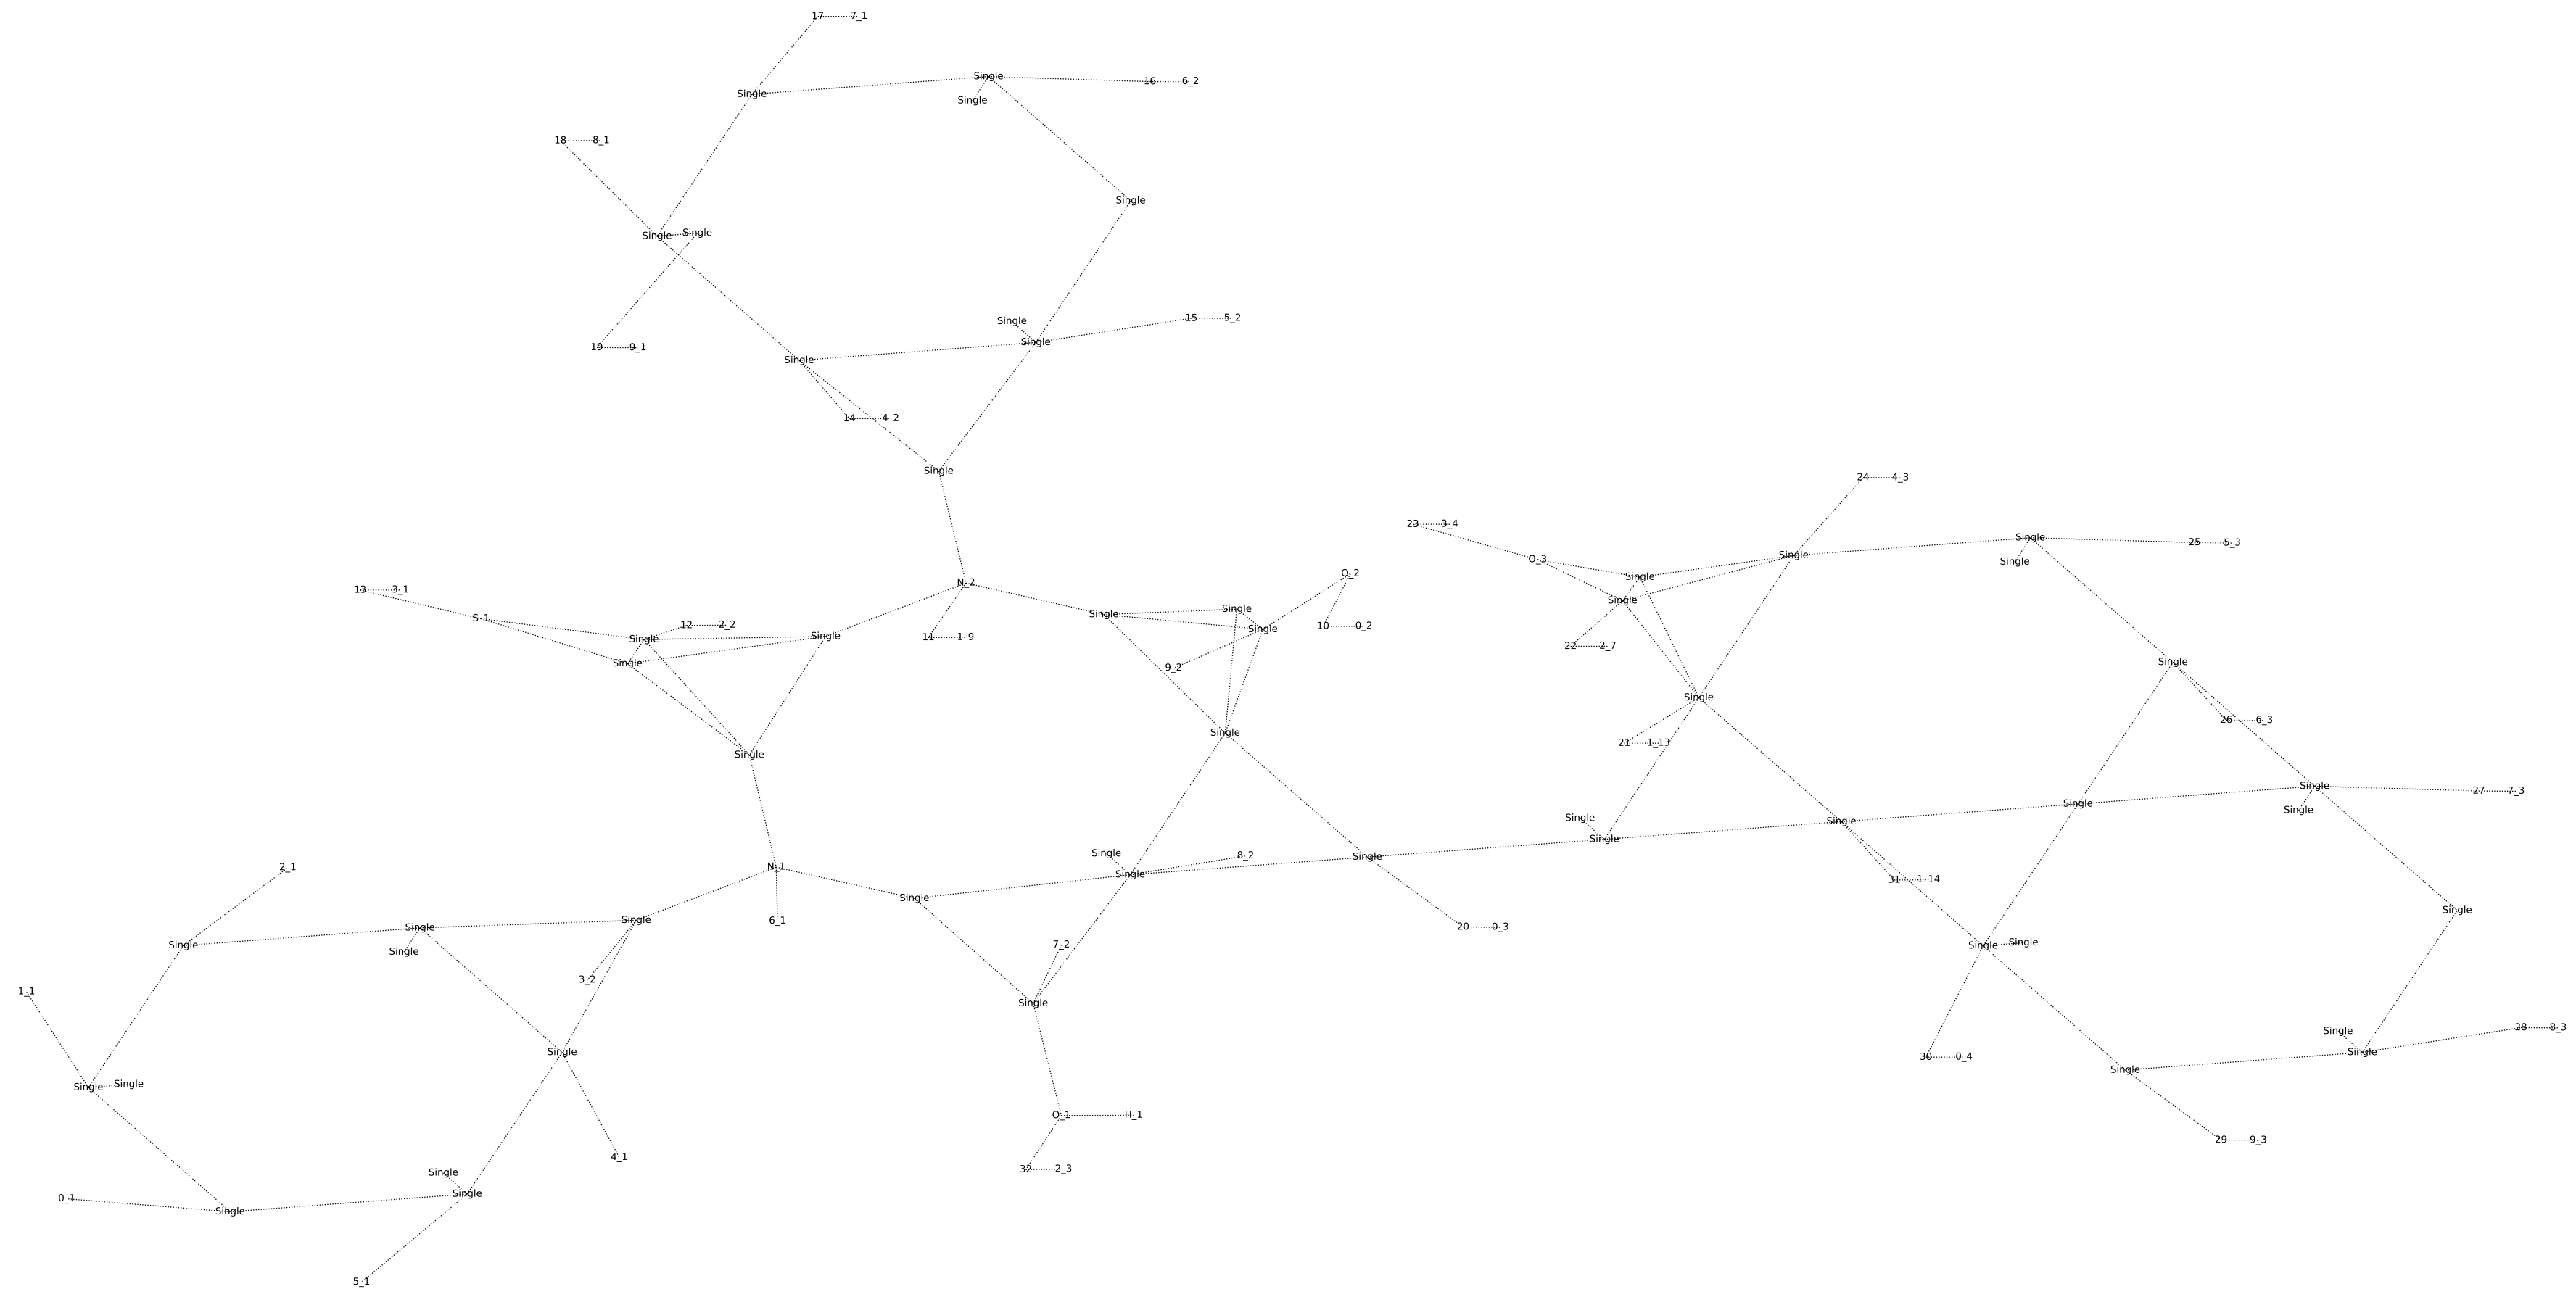 17 7_1
Single 16 6_2
Single Single
18 8_1
Single
Single Single
15 5_2
Single
Single
19 9_1
Single
14 4_2
Single
24 4_3
23 3_4
Single
25 5_3
Single
O_3
Single
O_2
Single
N_2
13 3_1
Single
Single
Single
S_1
12 2_2
10 0_2
Single
Single
Single
11 1_9
22 2_7
Single
Single
9_2
Single
26 6_3
Single
21 1_13
Single
Single
27 7_3
Single
Single
Single
Single
Single
Single
8_2
Single
2_1
N_1
Single
31 1_14
Single
Single
6_1
Single
20 0_3
Single
Single
7_2
Single
Single
Single
3_2
1_1
Single
28 8_3
Single
Single
Single
30 0_4
Single
Single
Single
O_1 H_1
29 9_3
4_1
32 2_3
Single
Single
0_1
Single
5_1